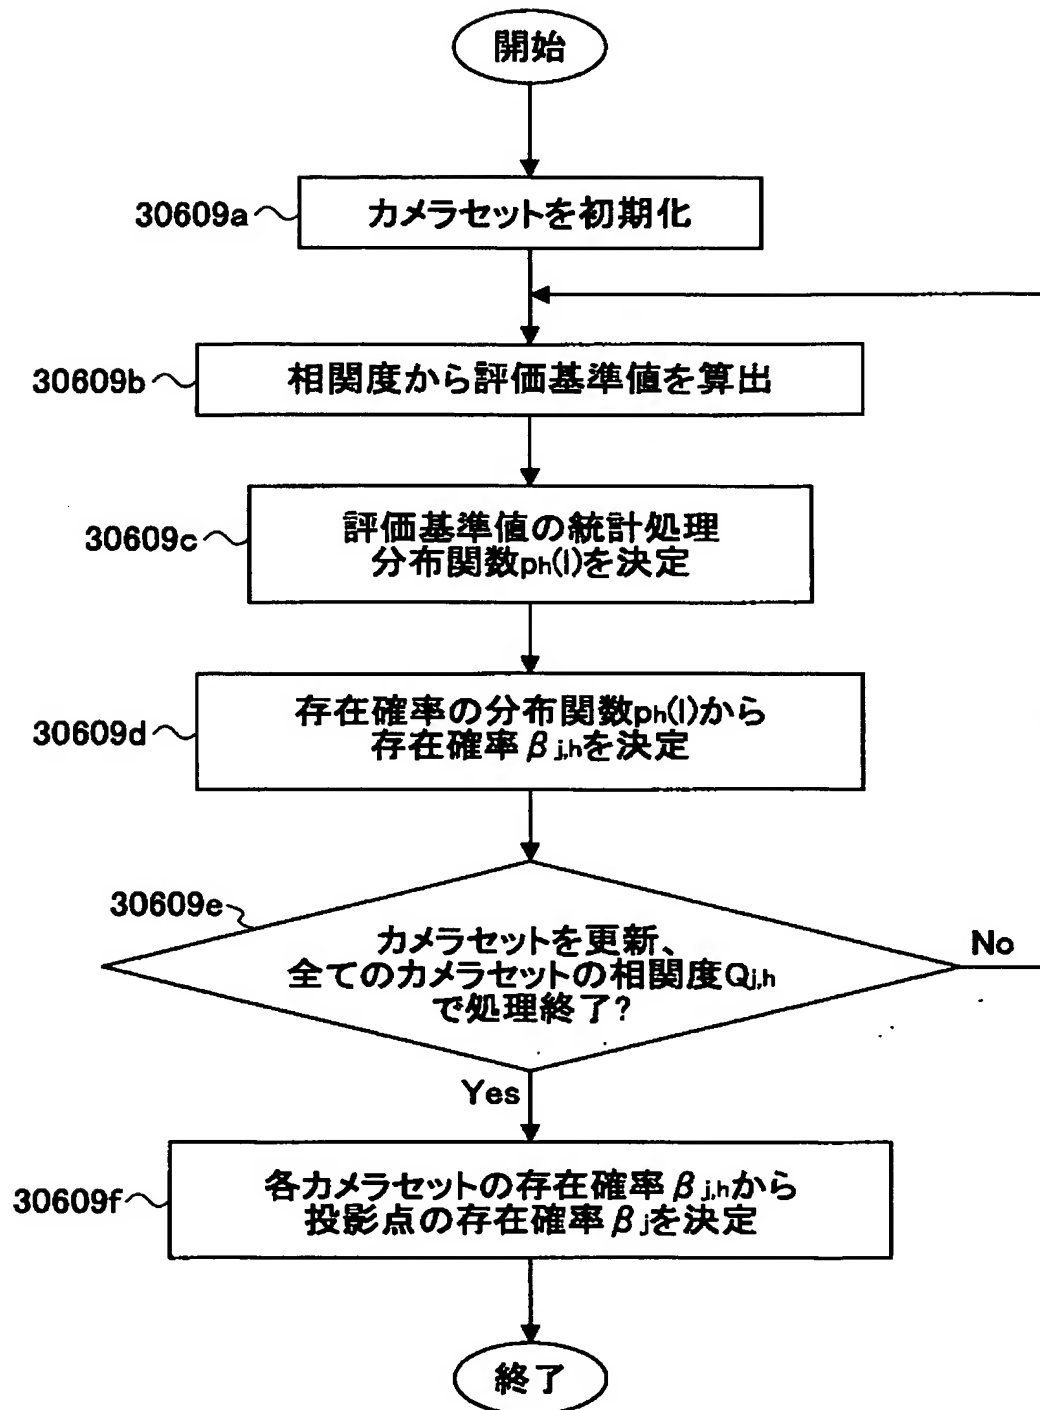 開始
30609a
カメラセットを初期化
30609b
相関度から評価基準値を算出
30609c
評価基準値の統計処理
分布関数ph(l)を決定
30609d
存在確率の分布関数ph(l)から
存在確率βj,hを決定
30609e
カメラセットを更新、
全てのカメラセットの相関度Qj,h
で処理終了?
No
Yes
30609f
各カメラセットの存在確率βj,hから
投影点の存在確率βjを決定
終了